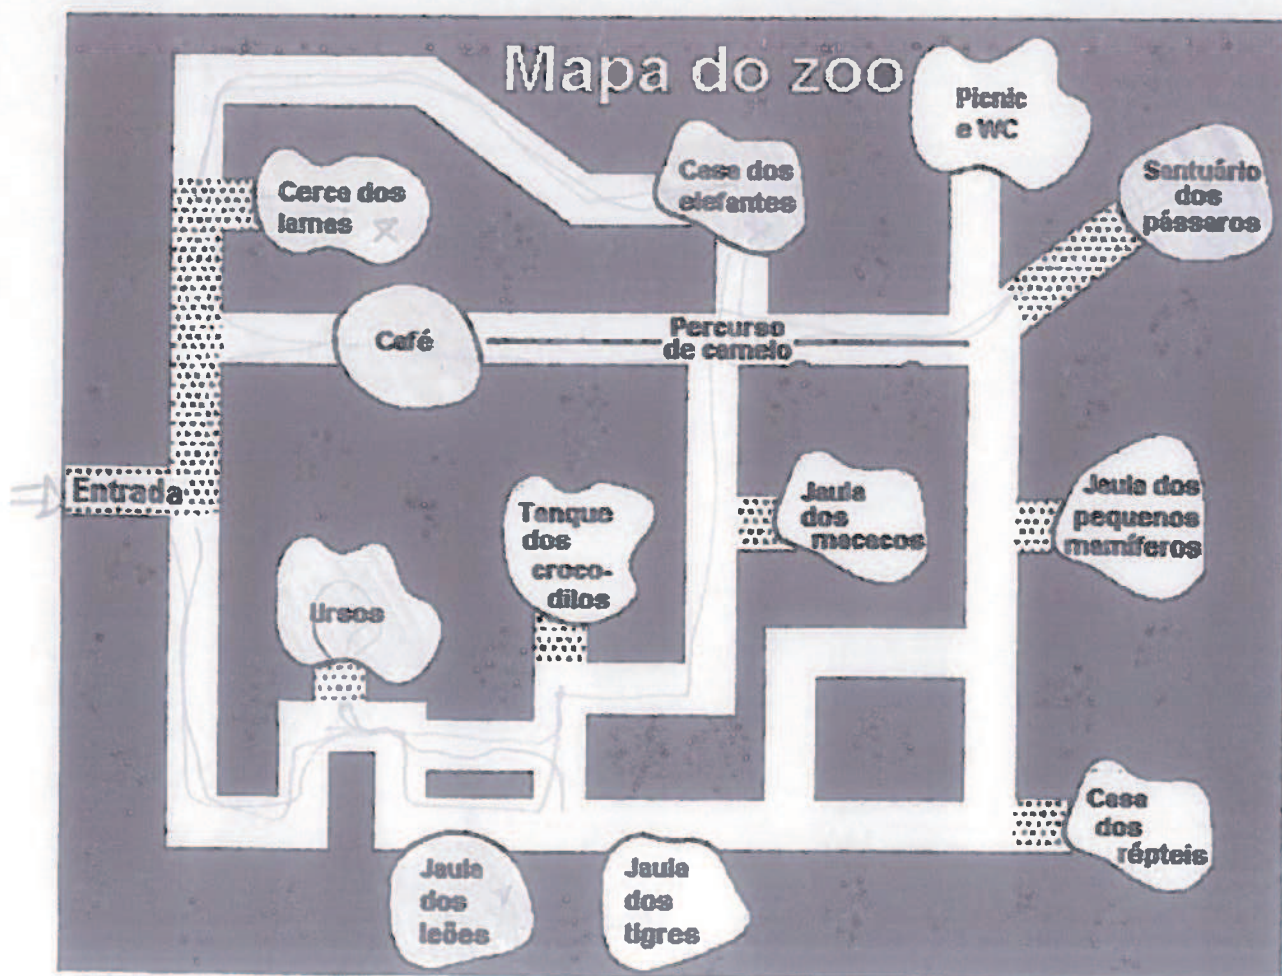 Mapa do zoo
Picnic
e WC
Casa dos
elefantes
Santuário
dos
pássaros
Cerca dos
lamas
Café
Percurso
de camelo
Entrada
Tanque
dos
croco-
dilos
Jaula
dos
macacos
Jaula dos
pequenos
mamíferos
Ursos
Casa
dos
répteis
Jaula
dos
leões
Jaula
dos
tigres